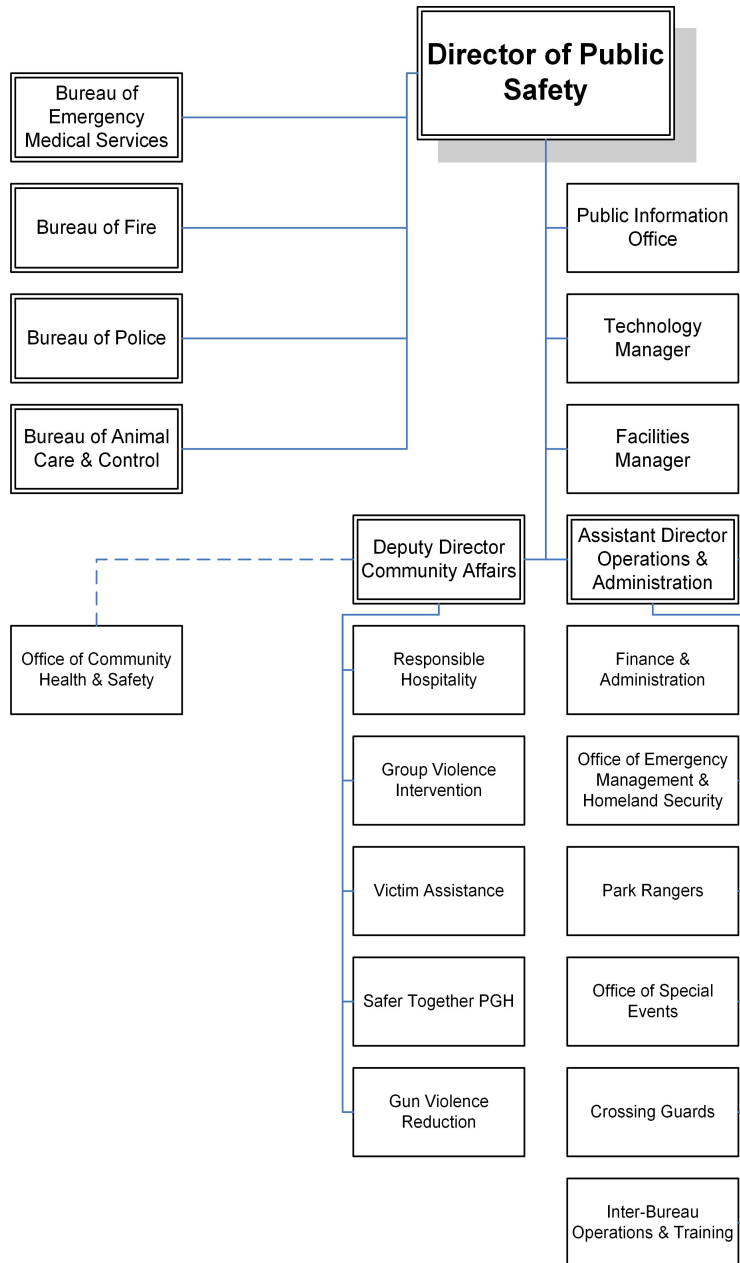 Director of Public
Safety
Bureau of
Emergency
Medical Services
Bureau of Fire
Bureau of Police
Bureau of Animal
Care & Control
Public Information
Office
Technology
Manager
Facilities
Manager
Deputy Director
Community Affairs
Assistant Director
Operations &
Administration
Office of Community
Health & Safety
Responsible
Hospitality
Group Violence
Intervention
Victim Assistance
Safer Together PGH
Gun Violence
Reduction
Finance &
Administration
Office of Emergency
Management &
Homeland Security
Park Rangers
Office of Special
Events
Crossing Guards
Inter-Bureau
Operations & Training